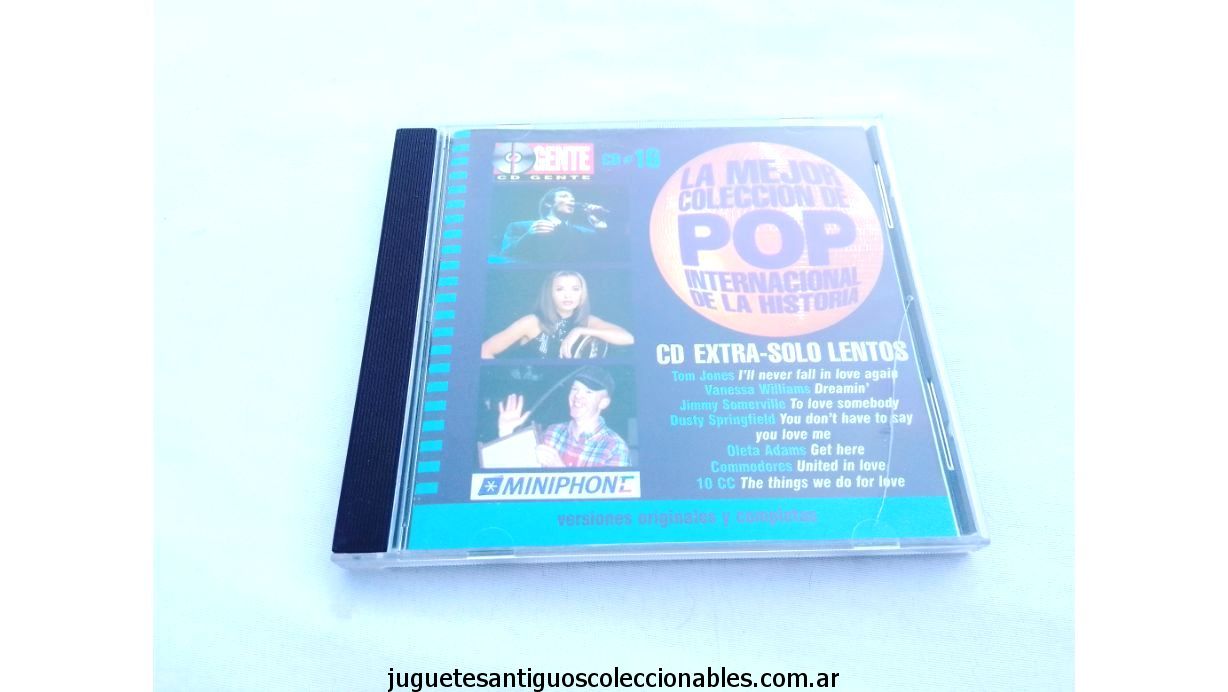 GENTE
CD GENTE
CD # 16
LA MEJOR
COLECCION DE
POP
INTERNACIONAL
DE LA HISTORIA
CD EXTRA-SOLO LENTOS
Tom Jones I'll never fall in love again
Vanessa Williams Dreamin'
Jimmy Somerville To love somebody
Dusty Springfield You don't have to say
you love me
Oleta Adams Get here
Commodores United in love
10 CC The things we do for love
MINIPHONE
versiones originales y completas
juguetesantiguoscoleccionables.com.ar